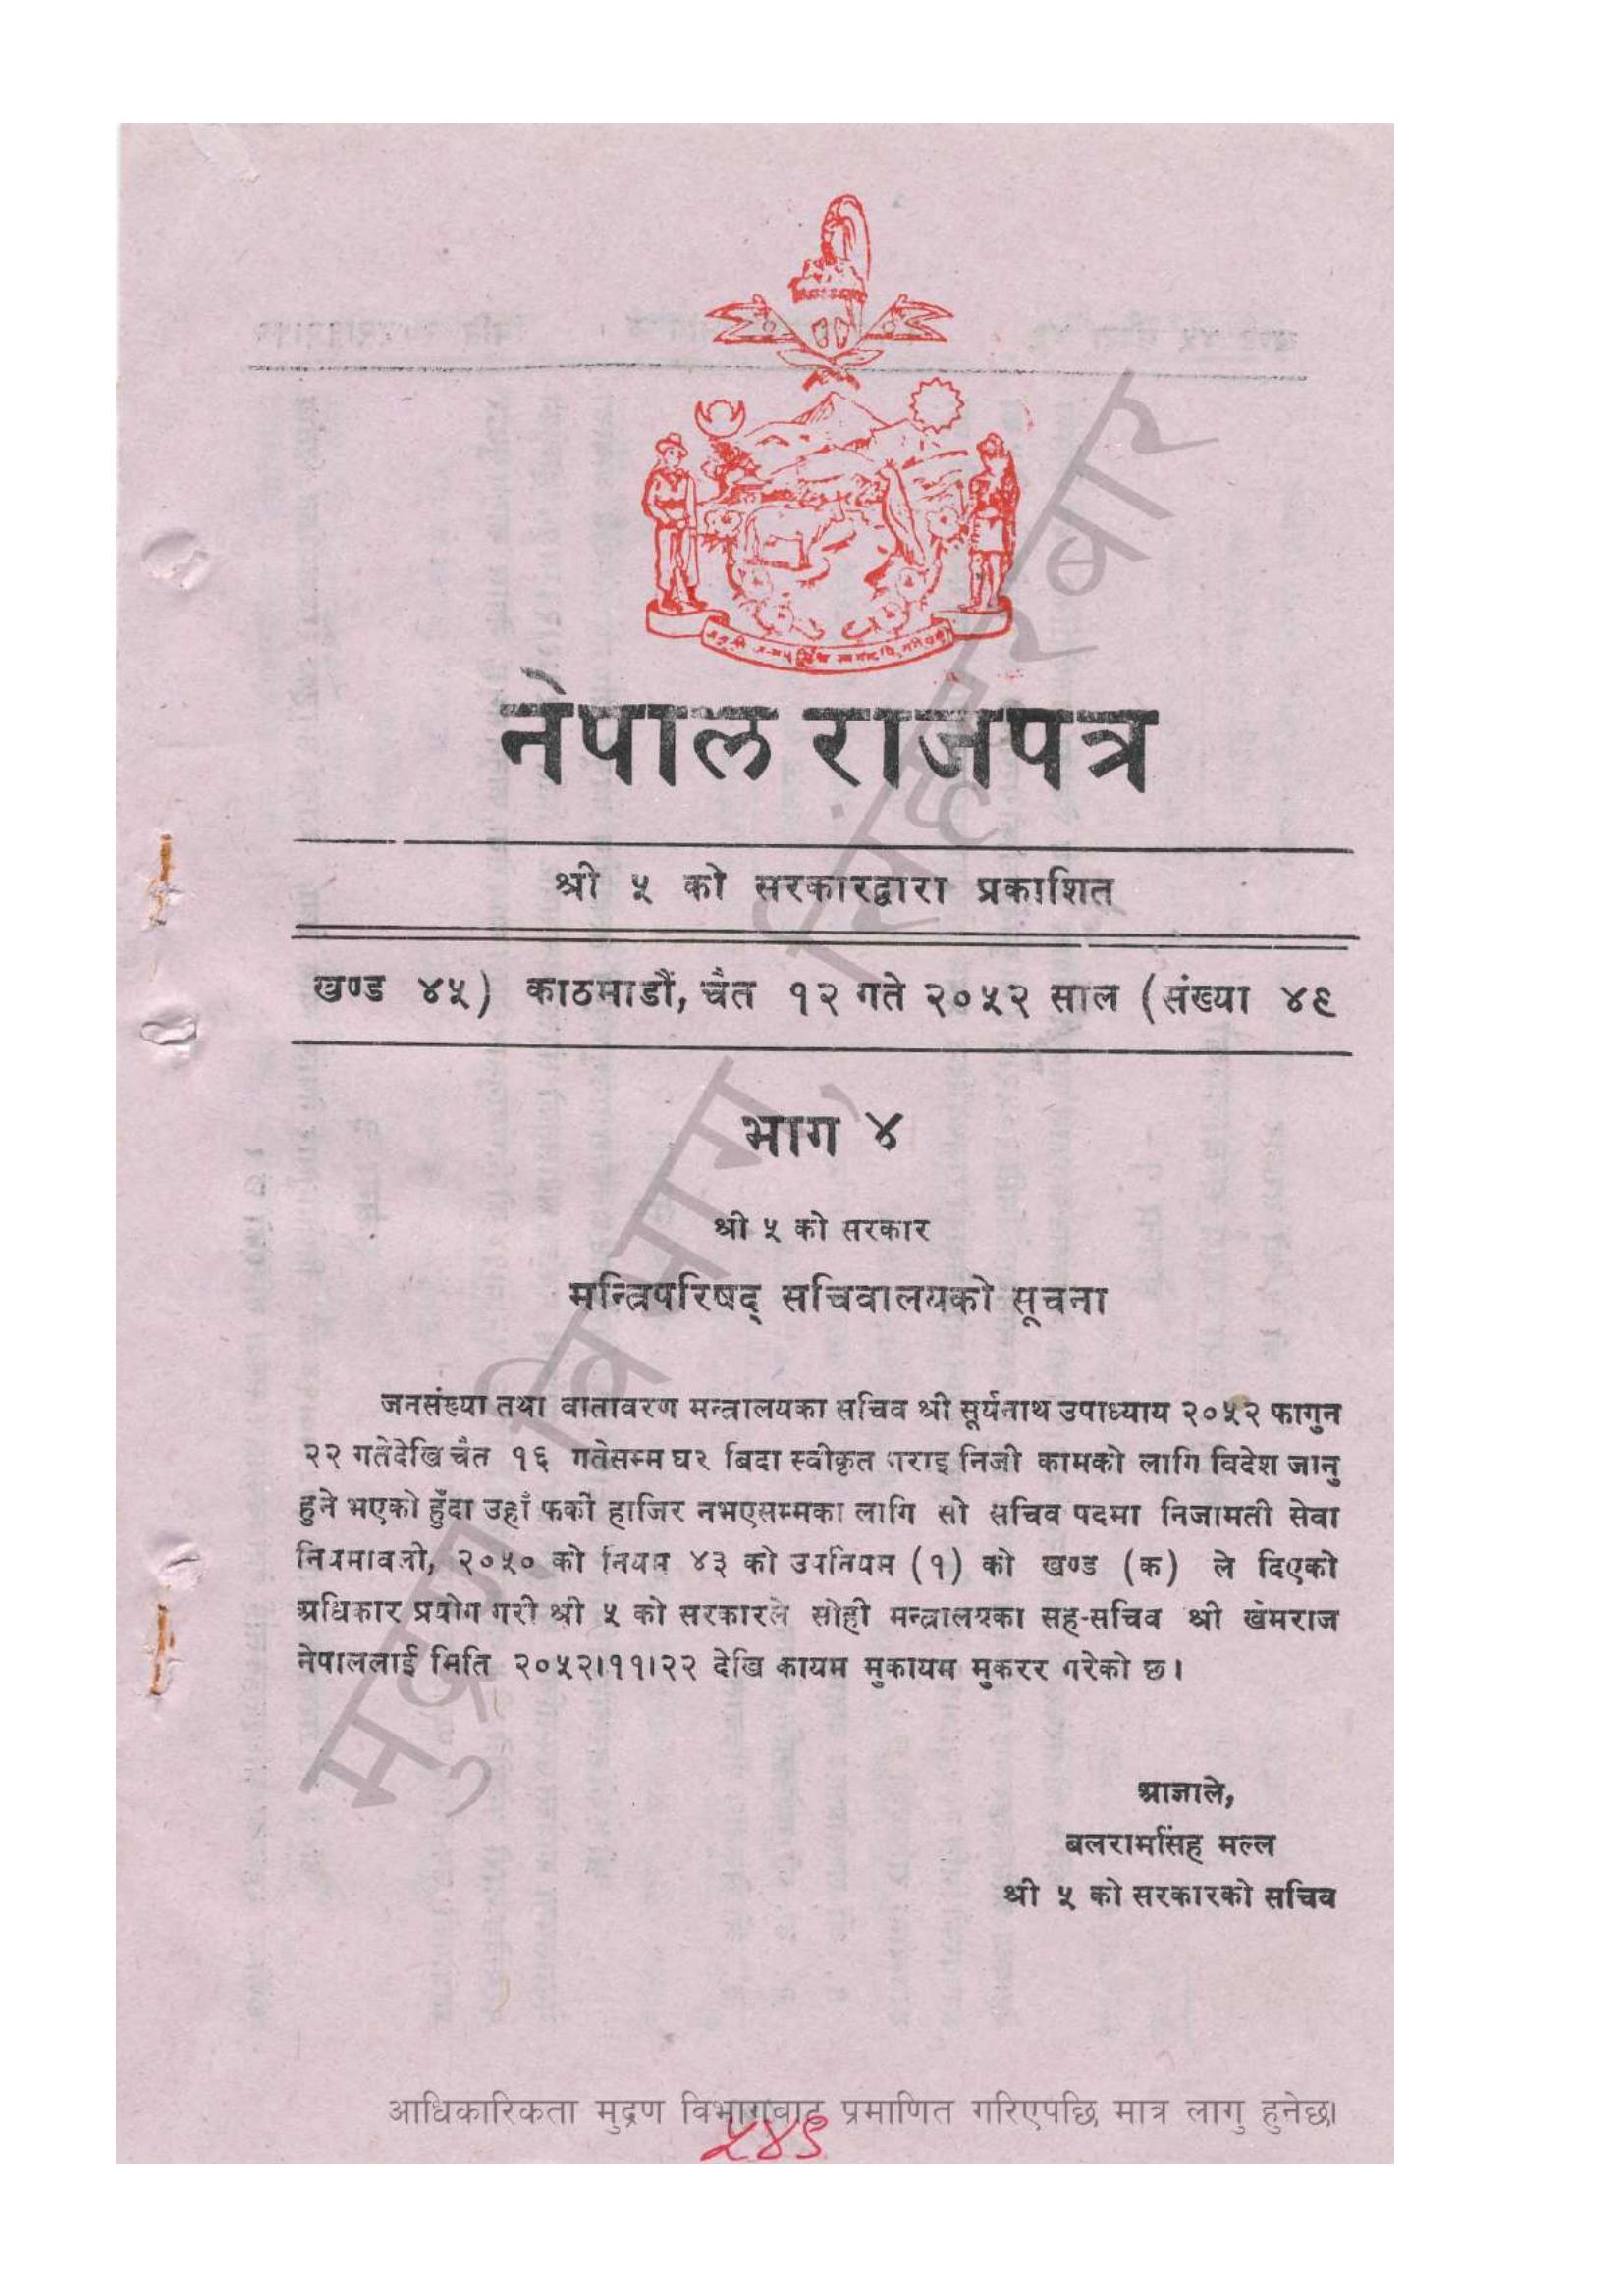 नेपाल राजपत्र
श्री ५ को सरकारद्वारा प्रकाशित
खण्ड ४५) काठमाडौं, चैत १२ गते २०५२ साल (संख्या ४९
भाग ४
श्री ५ को सरकार
मन्त्रिपरिषद् सचिवालयको सूचना
जनसंख्या तथा वातावरण मन्त्रालयका सचिव श्री सूर्यनाथ उपाध्याय २०५२ फागुन
२२ गतेदेखि चैत १६ गतेसम्म घर बिदा स्वीकृत गराइ निजी कामको लागि विदेश जानु
हुने भएको हुँदा उहाँ फर्की हाजिर नभएसम्मका लागि सो सचिव पदमा निजामती सेवा
नियमावली, २०५० को नियम ४३ को उपनियम (१) को खण्ड (क) ले दिएको
अधिकार प्रयोग गरी श्री ५ को सरकारले सोही मन्त्रालयका सह-सचिव श्री खेमराज
नेपाललाई मिति २०५२।११।२२ देखि कायम मुकायम मुकरर गरेको छ।
आज्ञाले,
बलरामसिंह मल्ल
श्री ५ को सरकारको सचिव
मुद्रण विभाग, सिंहदरबार
आधिकारिकता मुद्रण विभागबाट प्रमाणित गरिएपछि मात्र लागु हुनेछ।
५४९